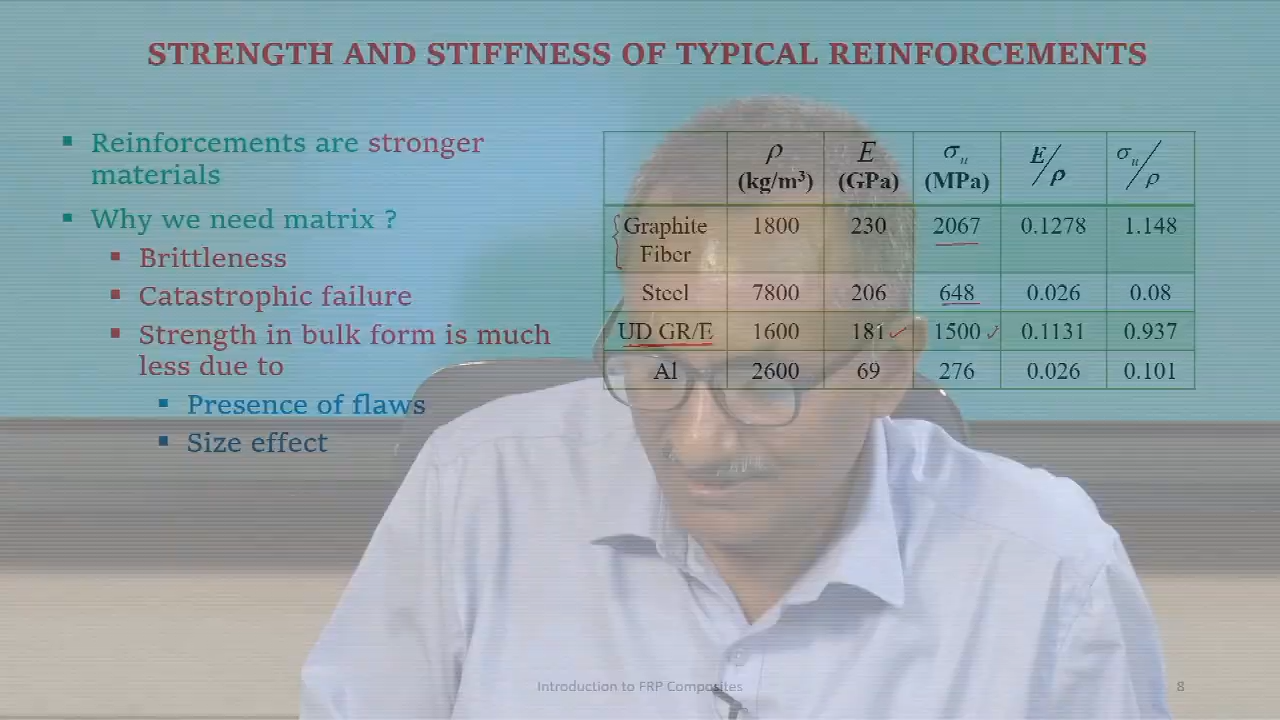 STRENGTH AND STIFFNESS OF TYPICAL REINFORCEMENTS
▪ Reinforcements are stronger
materials
▪ Why we need matrix ?
▪ Brittleness
▪ Catastrophic failure
▪ Strength in bulk form is much
less due to
▪ Presence of flaws
▪ Size effect
ρ (kg/m³) E (GPa) σu (MPa) E/ρ σu/ρ
Graphite Fiber 1800 230 2067 0.1278 1.148
Steel 7800 206 648 0.026 0.08
UD GR/E 1600 181 1500 0.1131 0.937
Al 2600 69 276 0.026 0.101
Introduction to FRP Composites
8